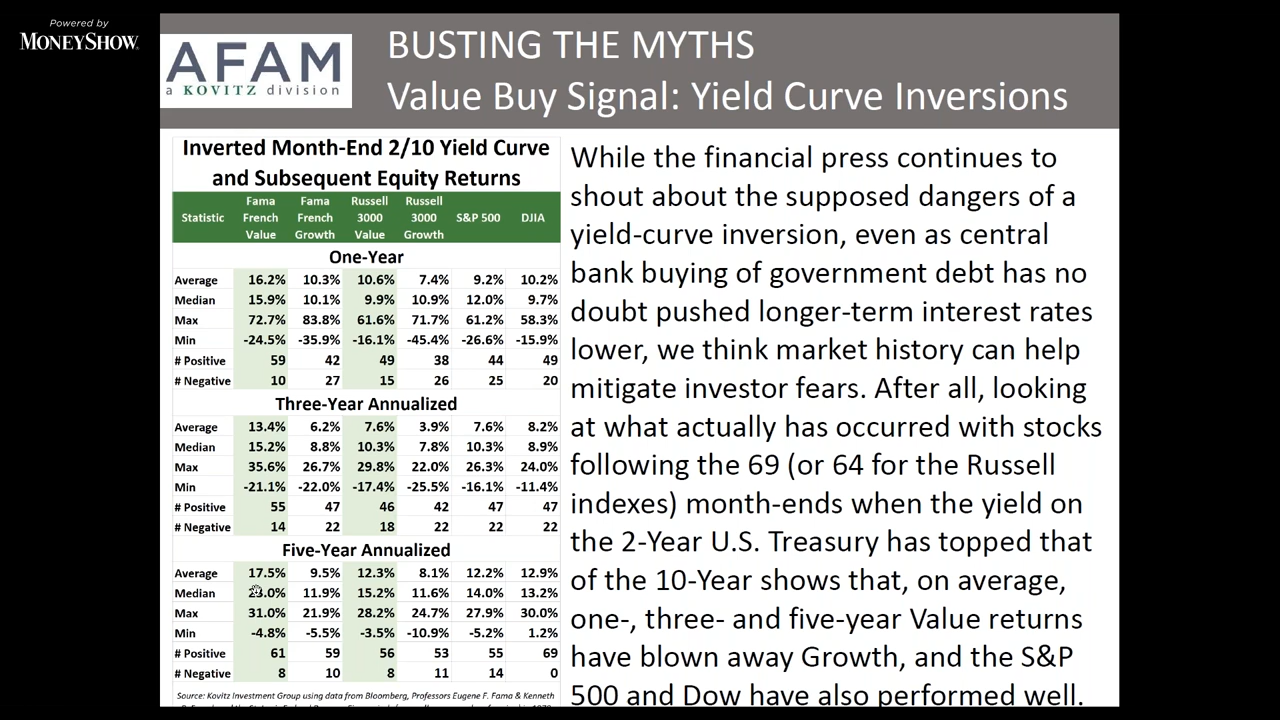 Powered by
MONEYSHOW.
AFAM
a KOVITZ division
BUSTING THE MYTHS
Value Buy Signal: Yield Curve Inversions
Inverted Month-End 2/10 Yield Curve
and Subsequent Equity Returns
Statistic Fama French Value Fama French Growth Russell 3000 Value Russell 3000 Growth S&P 500 DJIA
One-Year
Average 16.2% 10.3% 10.6% 7.4% 9.2% 10.2%
Median 15.9% 10.1% 9.9% 10.9% 12.0% 9.7%
Max 72.7% 83.8% 61.6% 71.7% 61.2% 58.3%
Min -24.5% -35.9% -16.1% -45.4% -26.6% -15.9%
# Positive 59 42 49 38 44 49
# Negative 10 27 15 26 25 20
Three-Year Annualized
Average 13.4% 6.2% 7.6% 3.9% 7.6% 8.2%
Median 15.2% 8.8% 10.3% 7.8% 10.3% 8.9%
Max 35.6% 26.7% 29.8% 22.0% 26.3% 24.0%
Min -21.1% -22.0% -17.4% -25.5% -16.1% -11.4%
# Positive 55 47 46 42 47 47
# Negative 14 22 18 22 22 22
Five-Year Annualized
Average 17.5% 9.5% 12.3% 8.1% 12.2% 12.9%
Median 11.9% 15.2% 11.6% 14.0% 13.2%
Max 31.0% 21.9% 28.2% 24.7% 27.9% 30.0%
Min -4.8% -5.5% -3.5% -10.9% -5.2% 1.2%
# Positive 61 59 56 53 55 69
# Negative 8 10 8 11 14 0
Source: Kovitz Investment Group using data from Bloomberg, Professors Eugene F. Fama & Kenneth
While the financial press continues to
shout about the supposed dangers of a
yield-curve inversion, even as central
bank buying of government debt has no
doubt pushed longer-term interest rates
lower, we think market history can help
mitigate investor fears. After all, looking
at what actually has occurred with stocks
following the 69 (or 64 for the Russell
indexes) month-ends when the yield on
the 2-Year U.S. Treasury has topped that
of the 10-Year shows that, on average,
one-, three- and five-year Value returns
have blown away Growth, and the S&P
500 and Dow have also performed well.